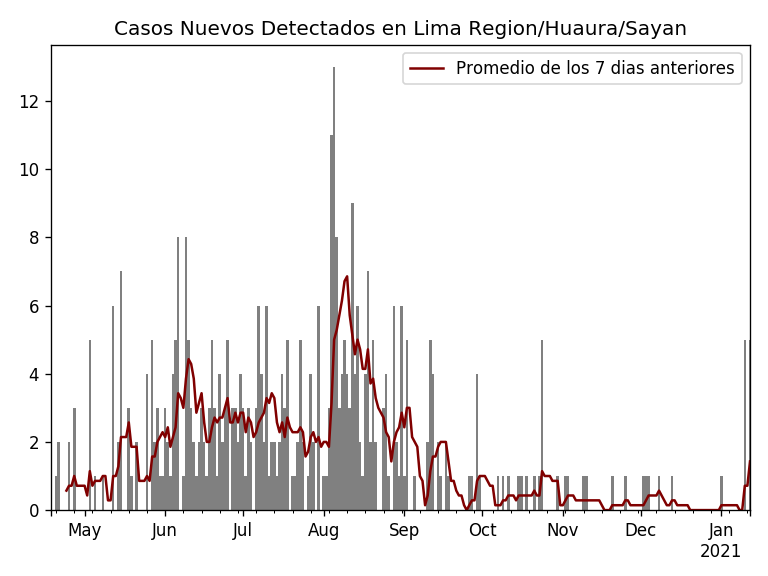 Casos Nuevos Detectados en Lima Region/Huaura/Sayan
Promedio de los 7 dias anteriores
12
10
8
6
4
2
0
May Jun Jul Aug Sep Oct Nov Dec Jan
2021